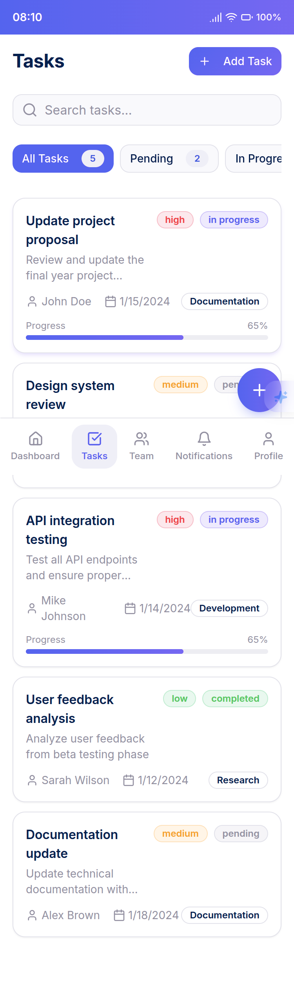 08:10 100%
Tasks
Add Task
Search tasks...
All Tasks 5 Pending 2 In Progre
Update project high in progress
proposal
Review and update the
final year project...
John Doe 1/15/2024 Documentation
Progress 65%
Design system medium pen
review
Dashboard Tasks Team Notifications Profile
API integration high in progress
testing
Test all API endpoints
and ensure proper...
Mike
Johnson 1/14/2024 Development
Progress 65%
User feedback low completed
analysis
Analyze user feedback
from beta testing phase
Sarah Wilson 1/12/2024 Research
Documentation medium pending
update
Update technical
documentation with...
Alex Brown 1/18/2024 Documentation